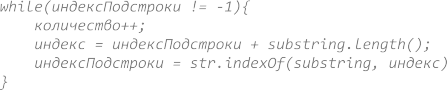 while(индексПодстроки != -1){
количество++;
индекс = индексПодстроки + substring.length();
индексПодстроки = str.indexOf(substring, индекс)
}